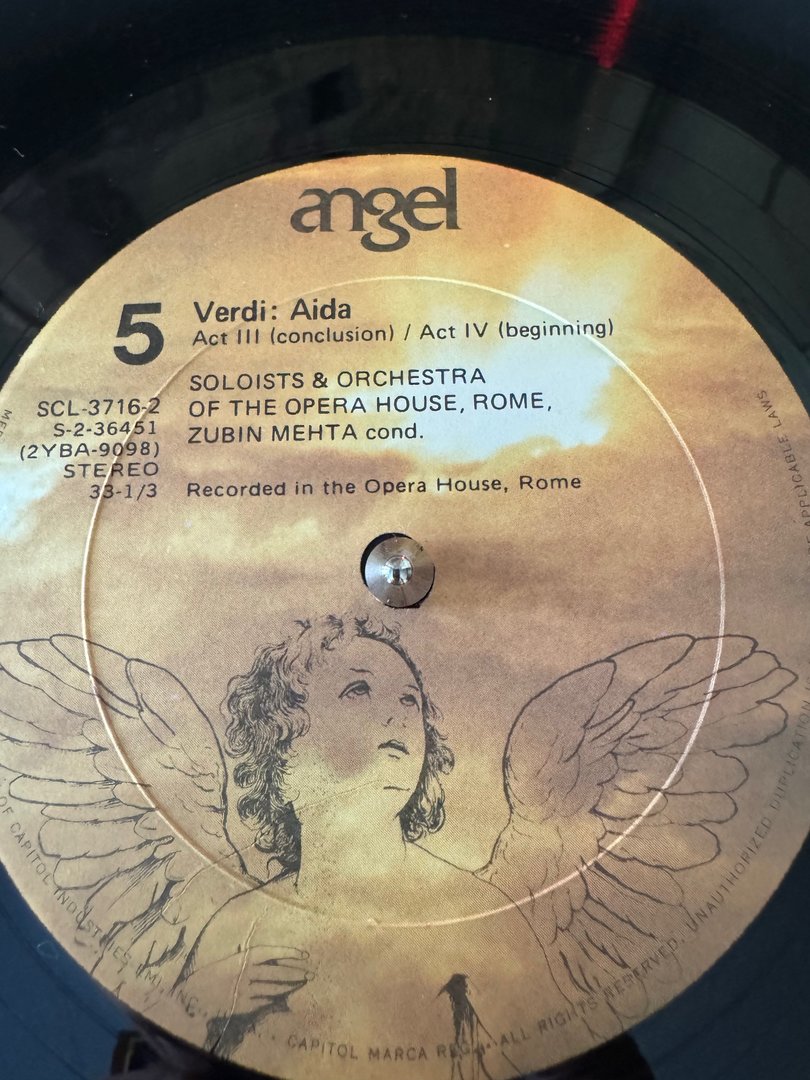 angel
5
Verdi: Aida
Act III (conclusion) / Act IV (beginning)
SOLOISTS & ORCHESTRA
OF THE OPERA HOUSE, ROME,
ZUBIN MEHTA cond.
SCL-3716-2
S-2-36451
(2YBA-9098)
STEREO
33-1/3
Recorded in the Opera House, Rome
OF CAPITOL INDUSTRIES
CAPITOL MARCA REG. ALL RIGHTS RESERVED. UNAUTHORIZED DUPLICATION
APPLICABLE LAWS